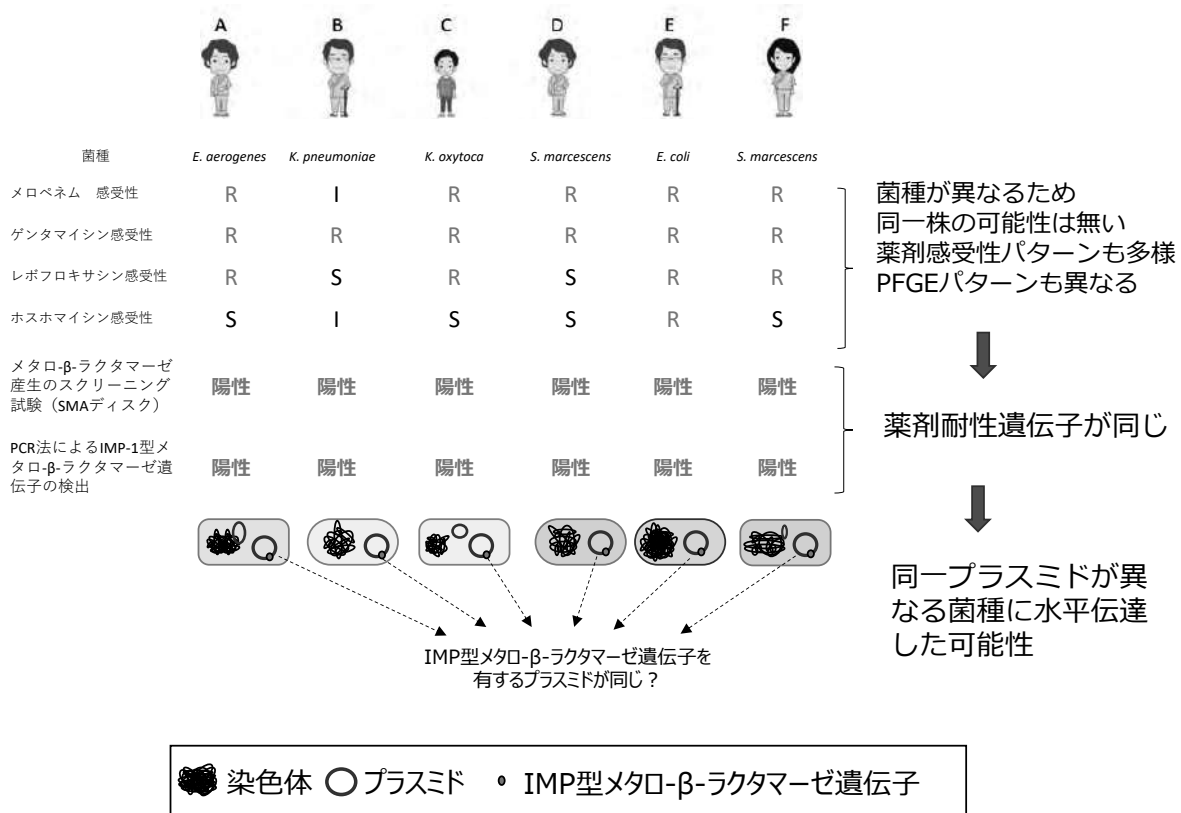 A B C D E F
菌種 E. aerogenes K. pneumoniae K. oxytoca S. marcescens E. coli S. marcescens
メロペネム 感受性 R I R R R R
ゲンタマイシン感受性 R R R R R R
レボフロキサシン感受性 R S R S R R
ホスホマイシン感受性 S I S S R S
菌種が異なるため
同一株の可能性は無い
薬剤感受性パターンも多様
PFGEパターンも異なる
メタロ-β-ラクタマーゼ
産生のスクリーニング
試験（SMAディスク）
陽性 陽性 陽性 陽性 陽性 陽性
PCR法によるIMP-1型メ
タロ-β-ラクタマーゼ遺
伝子の検出
陽性 陽性 陽性 陽性 陽性 陽性
薬剤耐性遺伝子が同じ
同一プラスミドが異
なる菌種に水平伝達
した可能性
IMP型メタロ-β-ラクタマーゼ遺伝子を
有するプラスミドが同じ？
染色体 プラスミド IMP型メタロ-β-ラクタマーゼ遺伝子